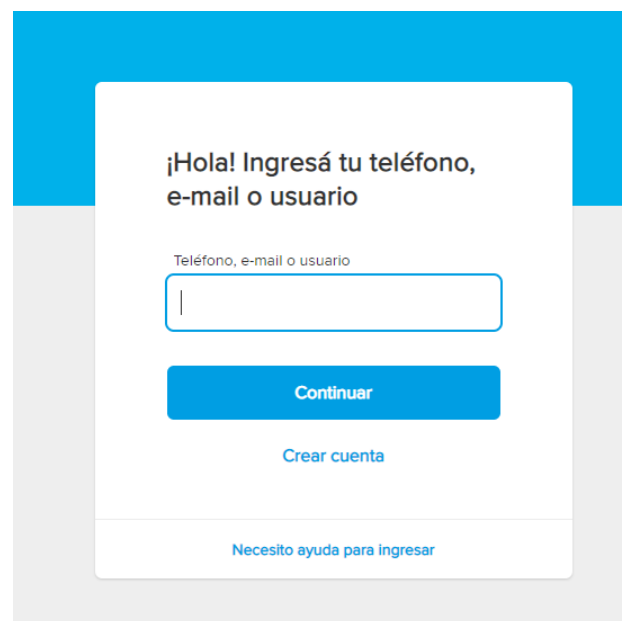 ¡Hola! Ingresá tu teléfono,
e-mail o usuario
Teléfono, e-mail o usuario
Continuar
Crear cuenta
Necesito ayuda para ingresar